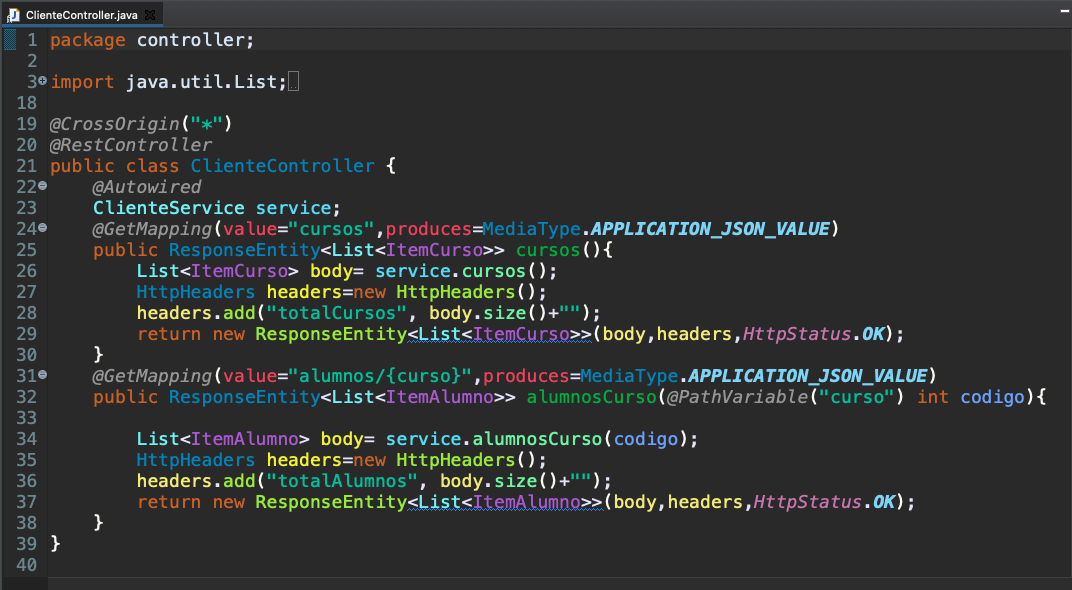 ClienteController.java
1 package controller;
2
3 import java.util.List;
18
19 @CrossOrigin("*")
20 @RestController
21 public class ClienteController {
22     @Autowired
23     ClienteService service;
24     @GetMapping(value="cursos",produces=MediaType.APPLICATION_JSON_VALUE)
25     public ResponseEntity<List<ItemCurso>> cursos(){
26         List<ItemCurso> body= service.cursos();
27         HttpHeaders headers=new HttpHeaders();
28         headers.add("totalCursos", body.size()+"");
29         return new ResponseEntity<List<ItemCurso>>(body,headers,HttpStatus.OK);
30     }
31     @GetMapping(value="alumnos/{curso}",produces=MediaType.APPLICATION_JSON_VALUE)
32     public ResponseEntity<List<ItemAlumno>> alumnosCurso(@PathVariable("curso") int codigo){
33
34         List<ItemAlumno> body= service.alumnosCurso(codigo);
35         HttpHeaders headers=new HttpHeaders();
36         headers.add("totalAlumnos", body.size()+"");
37         return new ResponseEntity<List<ItemAlumno>>(body,headers,HttpStatus.OK);
38     }
39 }
40